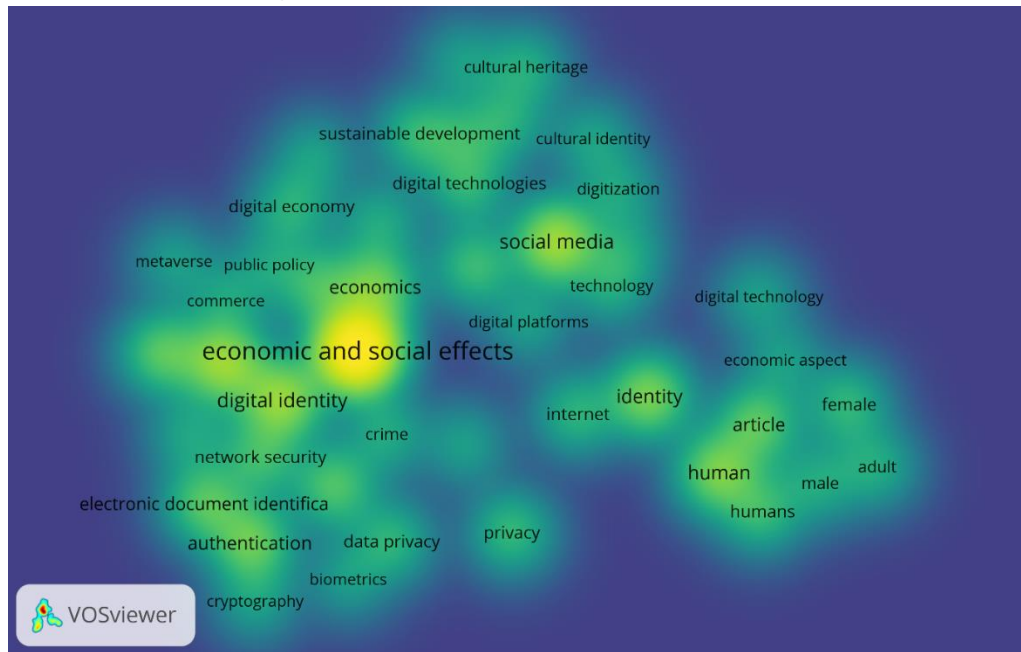 cultural heritage
sustainable development
cultural identity
digital technologies
digitization
digital economy
social media
metaverse
public policy
economics
technology
commerce
digital technology
digital platforms
economic and social effects
economic aspect
digital identity
internet
identity
female
crime
article
network security
human
adult
male
electronic document identifica
humans
authentication
data privacy
privacy
biometrics
cryptography
VOSviewer